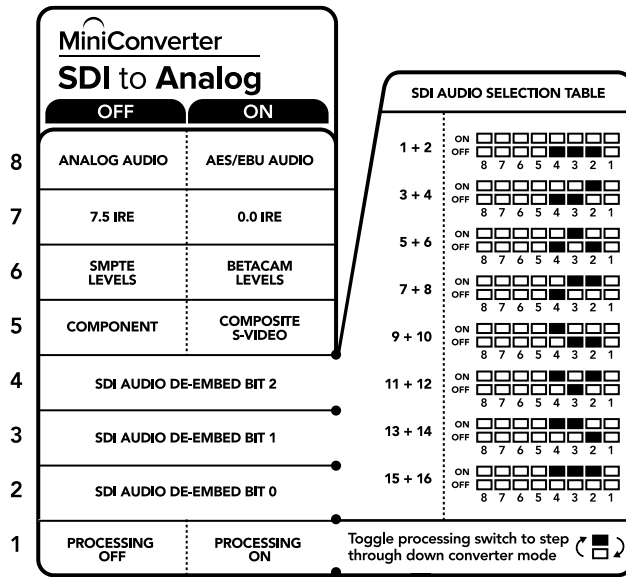 MiniConverter
SDI to Analog
OFF ON
8 ANALOG AUDIO AES/EBU AUDIO
7 7.5 IRE 0.0 IRE
6 SMPTE LEVELS BETACAM LEVELS
5 COMPONENT COMPOSITE S-VIDEO
4 SDI AUDIO DE-EMBED BIT 2
3 SDI AUDIO DE-EMBED BIT 1
2 SDI AUDIO DE-EMBED BIT 0
1 PROCESSING OFF PROCESSING ON
SDI AUDIO SELECTION TABLE
1 + 2 ON
OFF
8 7 6 5 4 3 2 1
3 + 4 ON
OFF
8 7 6 5 4 3 2 1
5 + 6 ON
OFF
8 7 6 5 4 3 2 1
7 + 8 ON
OFF
8 7 6 5 4 3 2 1
9 + 10 ON
OFF
8 7 6 5 4 3 2 1
11 + 12 ON
OFF
8 7 6 5 4 3 2 1
13 + 14 ON
OFF
8 7 6 5 4 3 2 1
15 + 16 ON
OFF
8 7 6 5 4 3 2 1
Toggle processing switch to step
through down converter mode